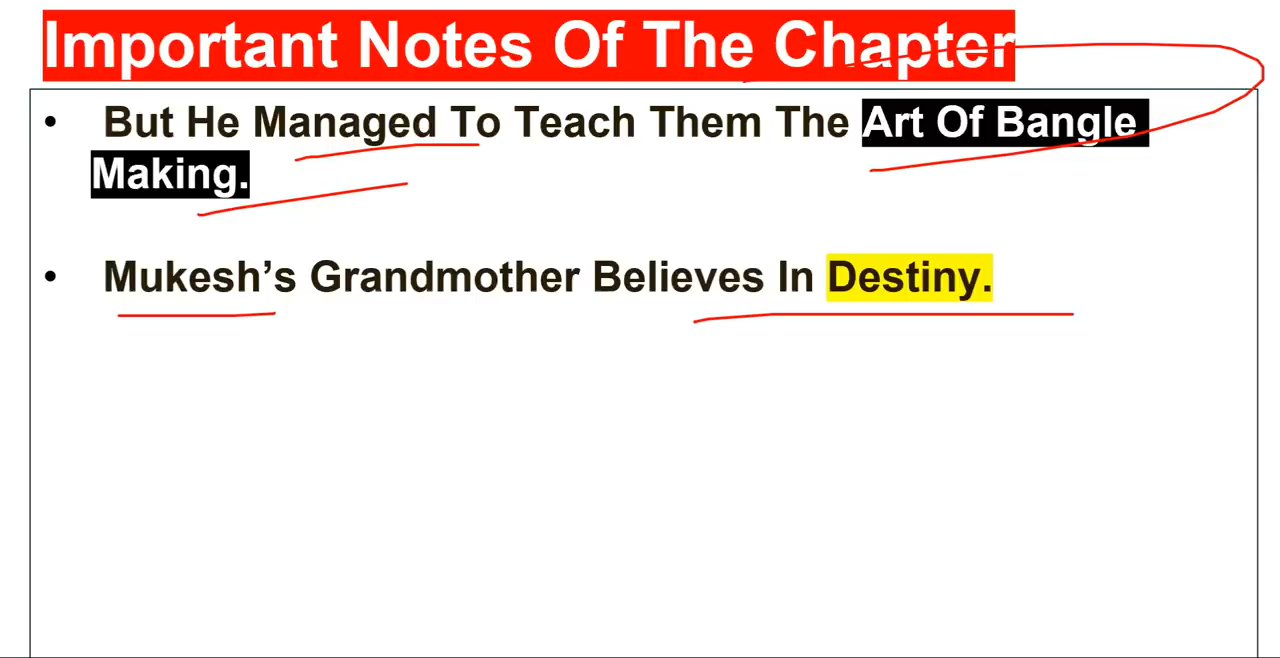 Important Notes Of The Chapter
• But He Managed To Teach Them The Art Of Bangle
Making.
• Mukesh’s Grandmother Believes In Destiny.